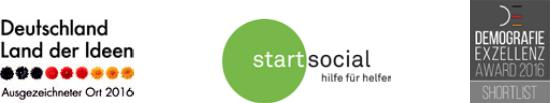 Deutschland
Land der Ideen
Ausgezeichneter Ort 2016
startsocial
hilfe für helfer
DEMOGRAFIE
EXZELLENZ
AWARD 2016
SHORTLIST